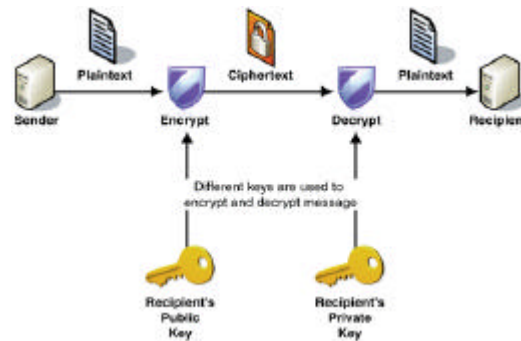 Plaintext
Ciphertext
Plaintext
Sender
Encrypt
Decrypt
Recipient
Different keys are used to
encrypt and decrypt message
Recipient's
Public
Key
Recipient's
Private
Key